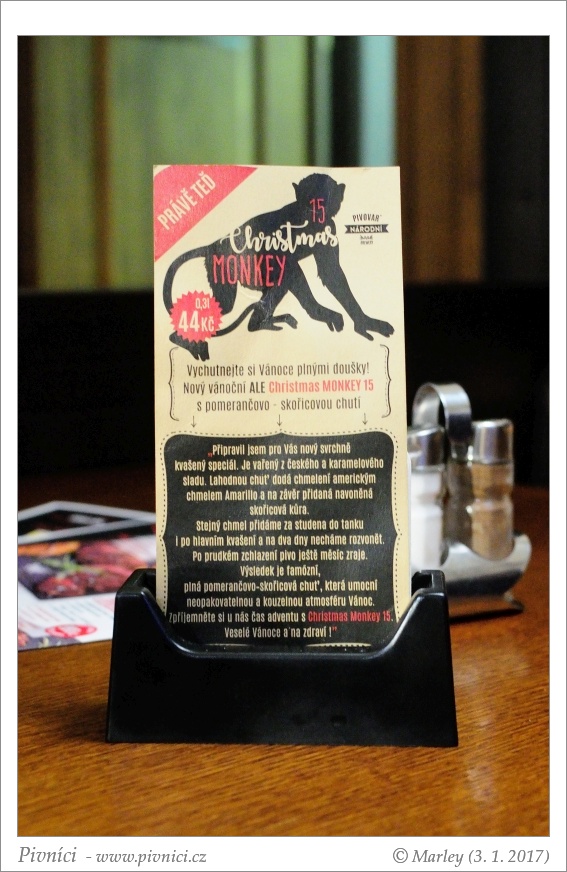 PRÁVĚ TEĎ
15
Christmas
MONKEY
PIVOVAR
NÁRODNÍ
0,3l
44 KČ
Vychutnejte si Vánoce plnými doušky!
Nový vánoční ALE Christmas MONKEY 15
s pomerančovo - skořicovou chutí
„Připravil jsem pro Vás nový svrchně
kvašený speciál. Je vařený z českého a karamelového
sladu. Lahodnou chuť dodá chmelení americkým
chmelem Amarillo a na závěr přidaná navoněná
skořicová kůra.
Stejný chmel přidáme za studena do tanku
i po hlavním kvašení a na dva dny necháme rozvonět.
Po prudkém zchlazení pivo ještě měsíc zraje.
Výsledek je famózní,
plná pomerančovo-skořicová chuť, která umocní
neopakovatelnou a kouzelnou atmosféru Vánoc.
Zpříjemněte si u nás čas adventu s Christmas Monkey 15.
Veselé Vánoce a na zdraví !"
Pivníci - www.pivnici.cz
© Marley (3. 1. 2017)